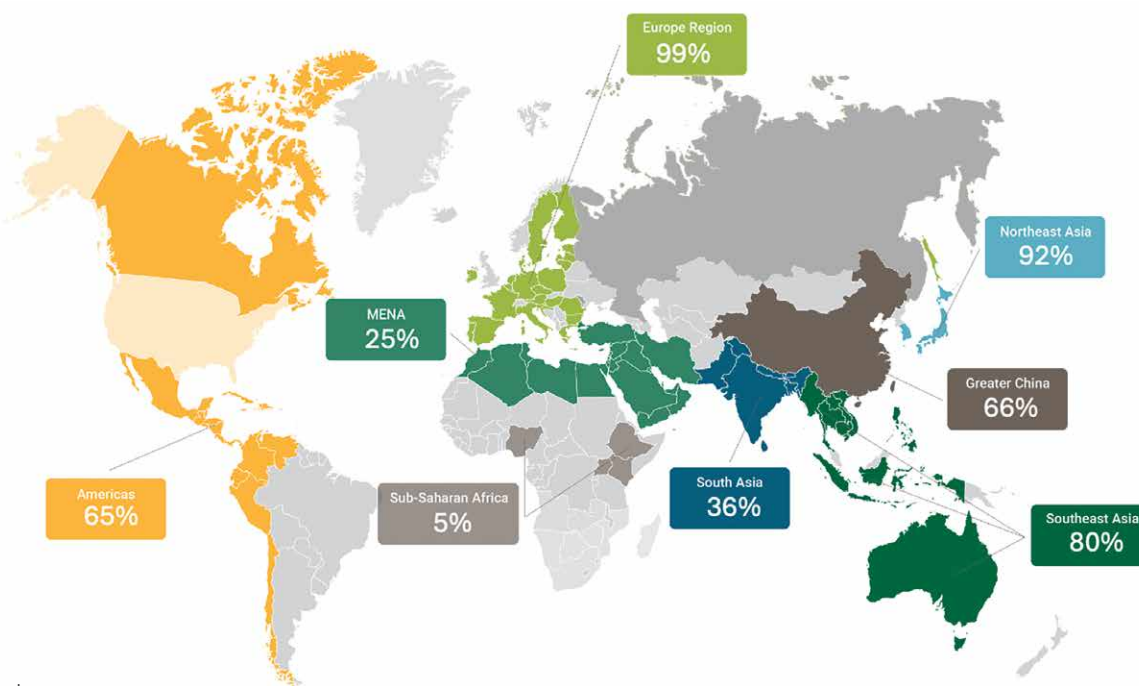 Europe Region
99%
Northeast Asia
92%
MENA
25%
Greater China
66%
Americas
65%
Sub-Saharan Africa
5%
South Asia
36%
Southeast Asia
80%